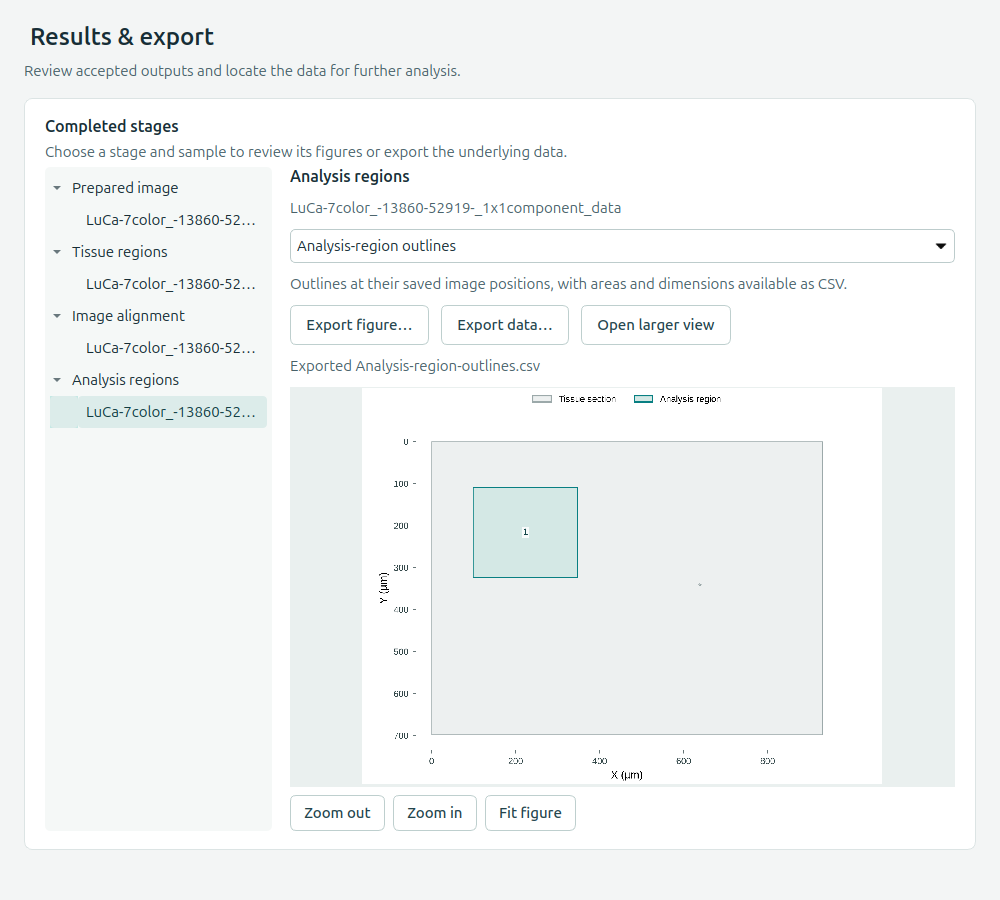 Results & export
Review accepted outputs and locate the data for further analysis.
Completed stages
Choose a stage and sample to review its figures or export the underlying data.
Prepared image
LuCa-7color_-13860-52...
Tissue regions
LuCa-7color_-13860-52...
Image alignment
LuCa-7color_-13860-52...
Analysis regions
LuCa-7color_-13860-52...
Analysis regions
LuCa-7color_-13860-52919-_1x1component_data
Analysis-region outlines
Outlines at their saved image positions, with areas and dimensions available as CSV.
Export figure... Export data... Open larger view
Exported Analysis-region-outlines.csv
Tissue section Analysis region
0
100
200
300
400
500
600
700
Y (µm)
1
0 200 400 600 800
X (µm)
Zoom out Zoom in Fit figure